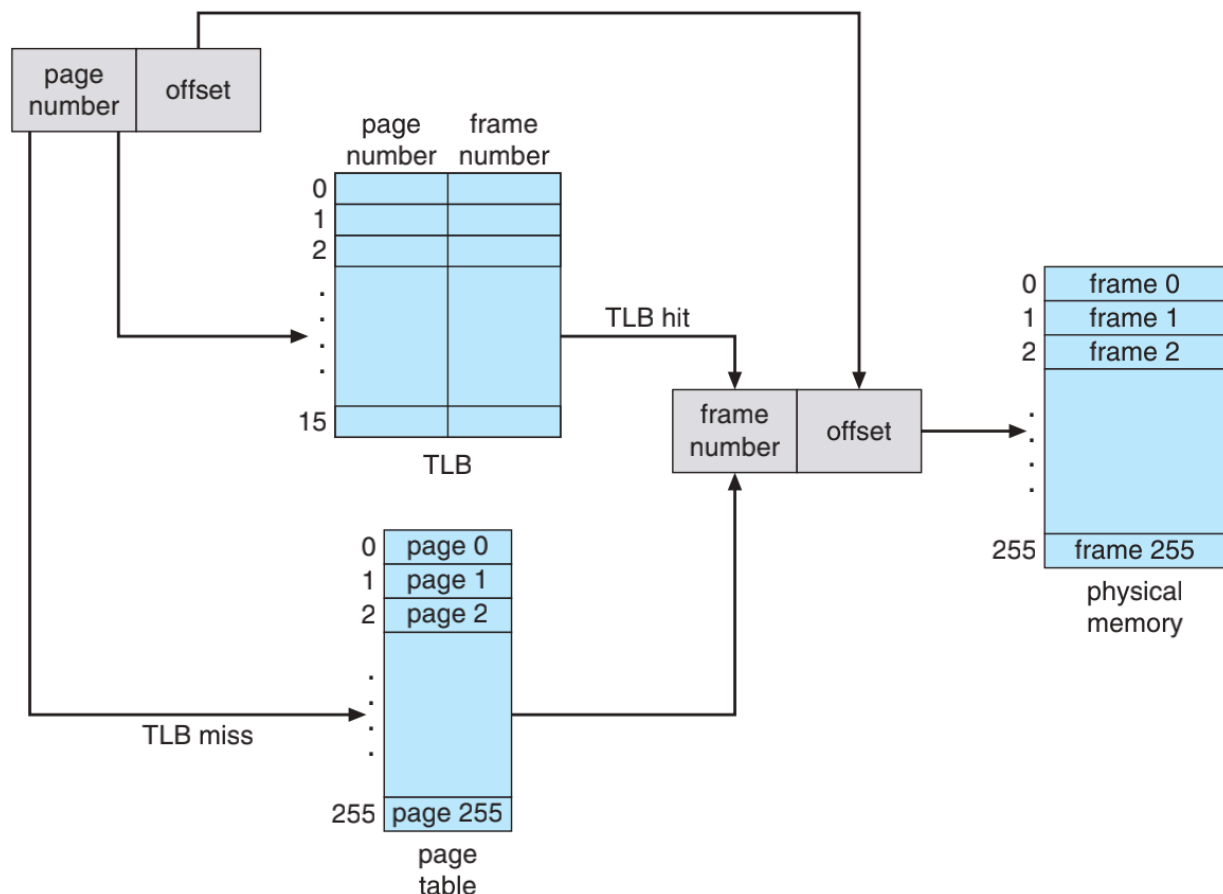 page
number
offset
page
number
frame
number
0
1
2
.
.
.
.
15
TLB
TLB hit
frame
number
offset
0 frame 0
1 frame 1
2 frame 2
.
.
.
.
255 frame 255
physical
memory
TLB miss
0 page 0
1 page 1
2 page 2
.
.
.
.
255 page 255
page
table